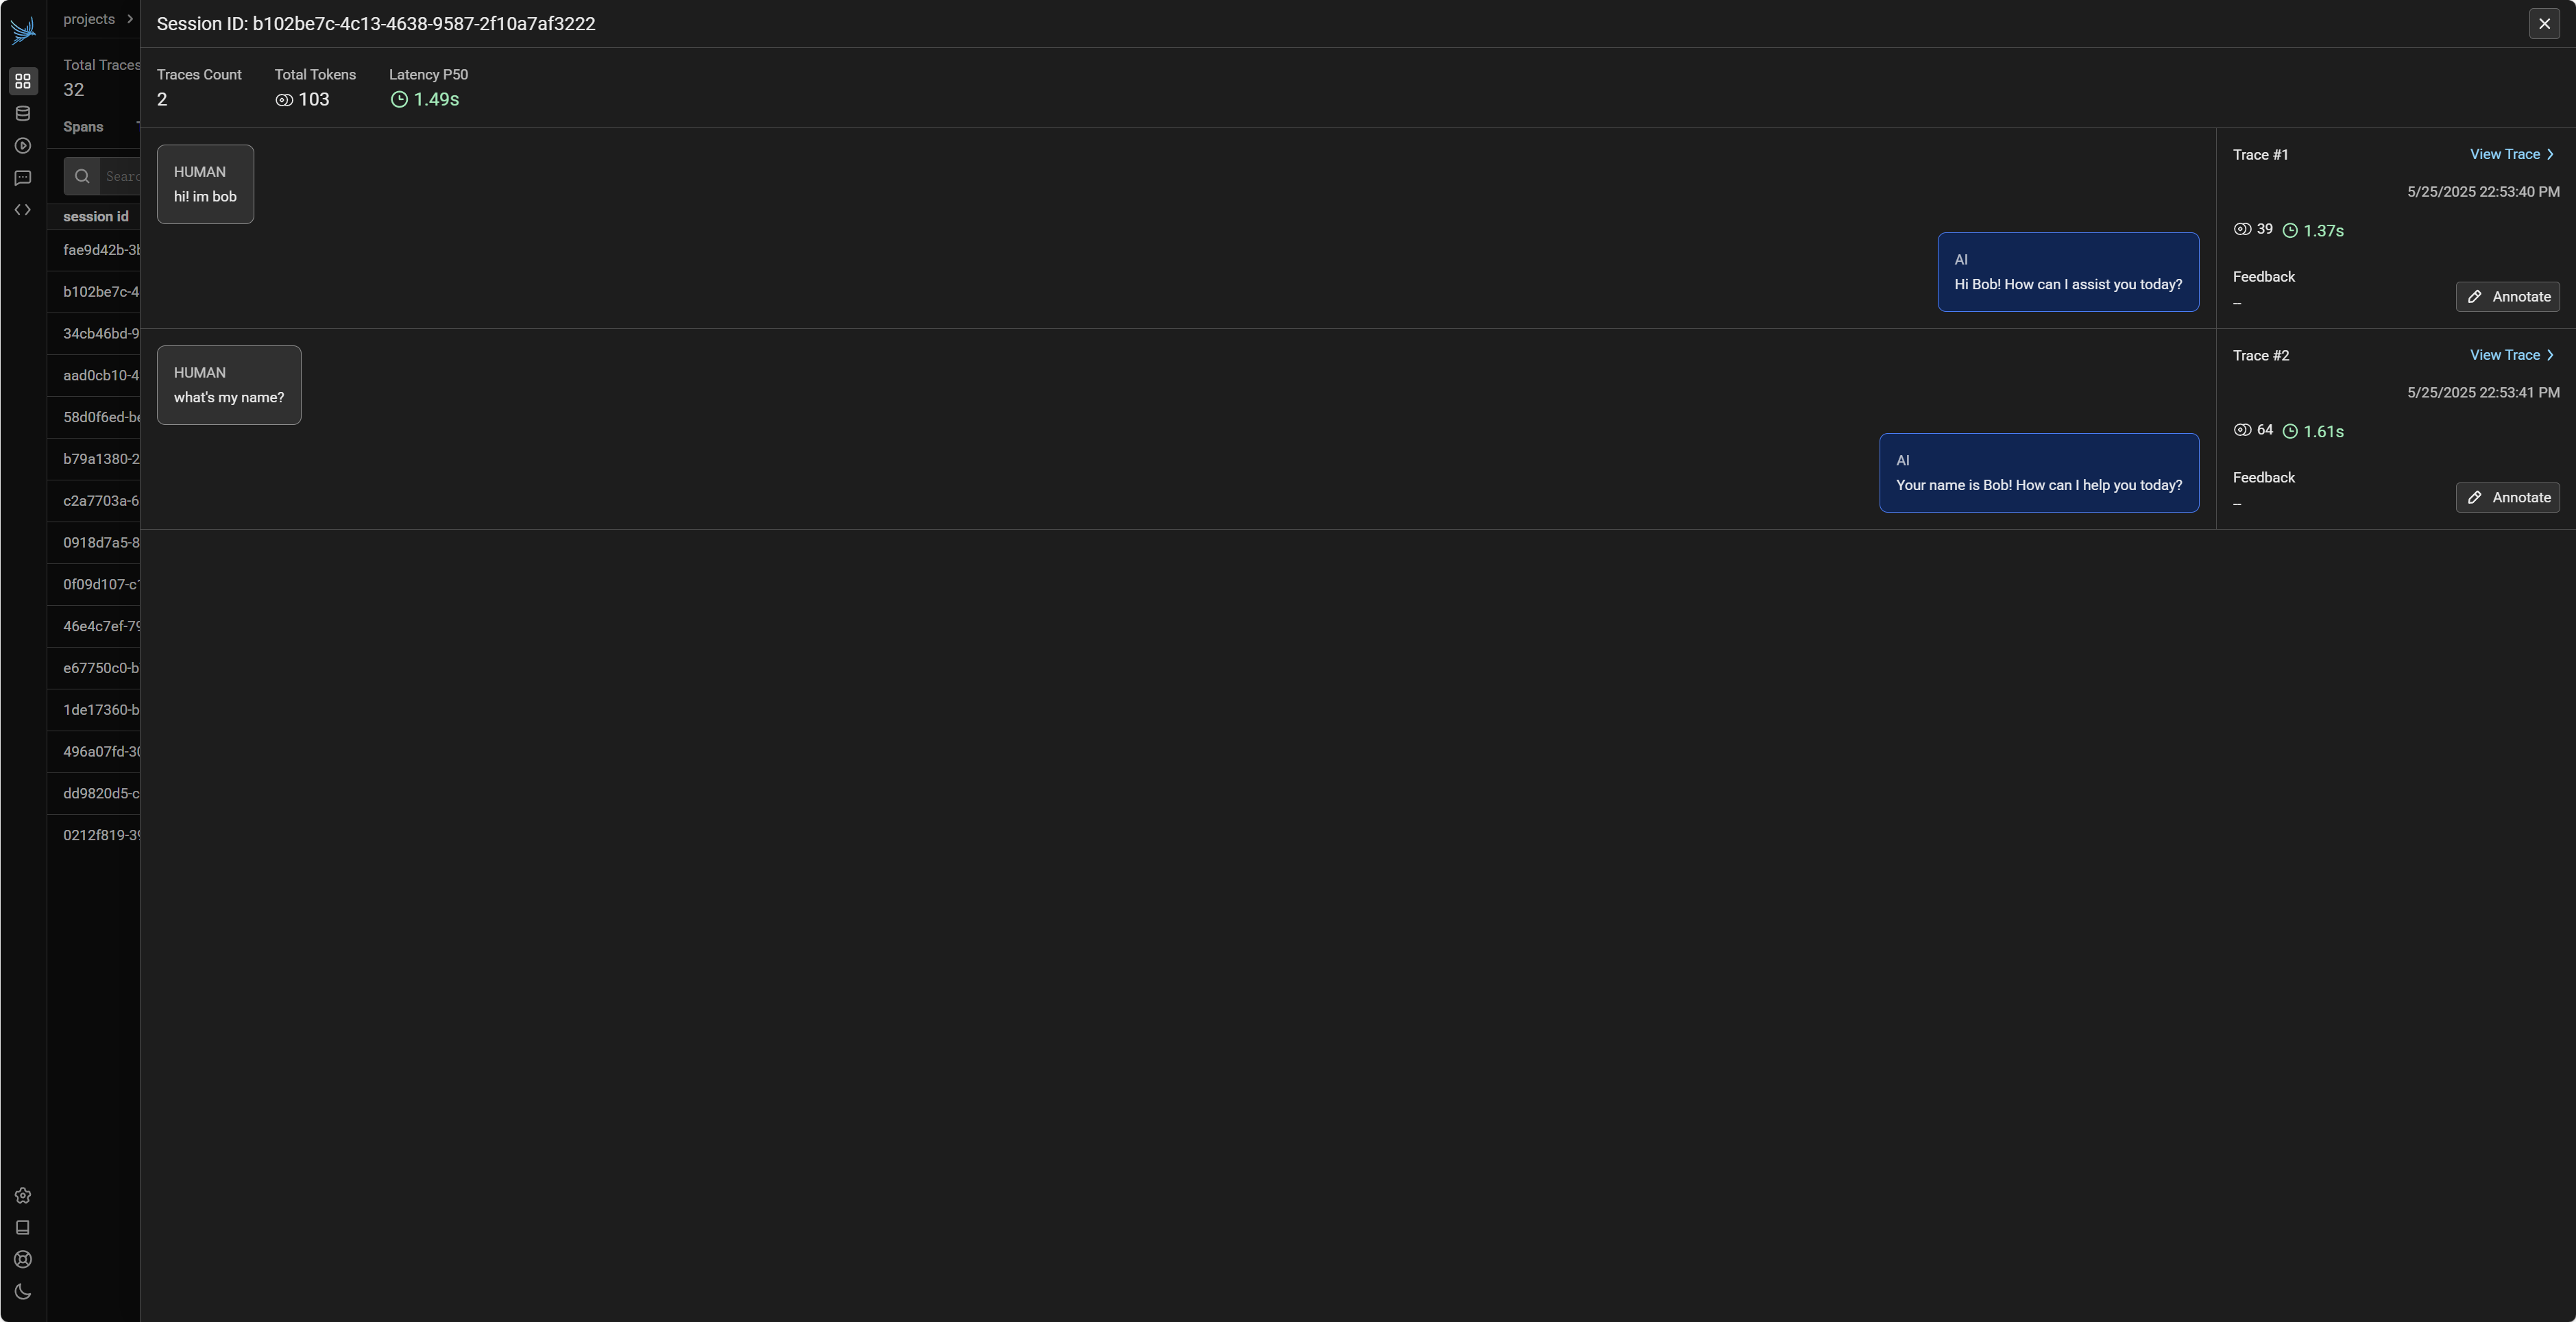 projects
Total Traces
32
Spans
session id
fae9d42b-3
b102be7c-4
34cb46bd-9
aad0cb10-4
58d0f6ed-b
b79a1380-2
c2a7703a-6
0918d7a5-8
0f09d107-c
46e4c7ef-79
e67750c0-b
1de17360-b
496a07fd-30
dd9820d5-c
0212f819-39
Session ID: b102be7c-4c13-4638-9587-2f10a7af3222
Traces Count
2
Total Tokens
103
Latency P50
1.49s
HUMAN
hi! im bob
AI
Hi Bob! How can I assist you today?
Trace #1
View Trace
5/25/2025 22:53:40 PM
39 1.37s
Feedback
--
Annotate
HUMAN
what's my name?
AI
Your name is Bob! How can I help you today?
Trace #2
View Trace
5/25/2025 22:53:41 PM
64 1.61s
Feedback
--
Annotate